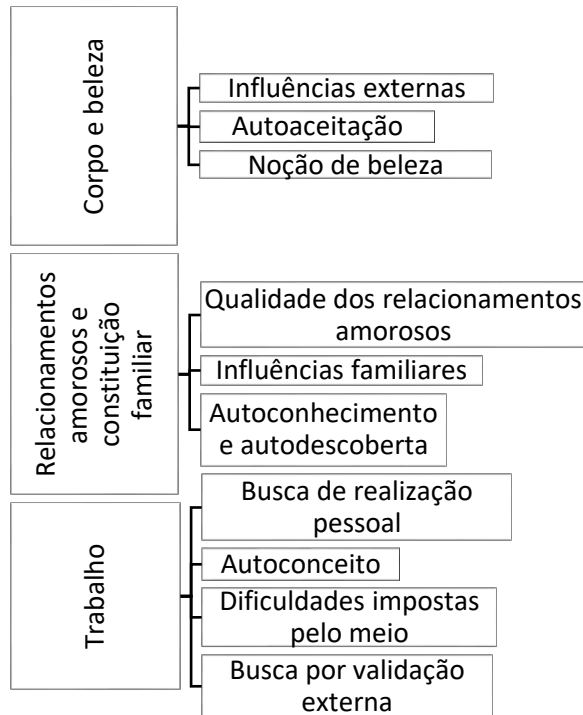 Corpo e beleza
Influências externas
Autoaceitação
Noção de beleza
Relacionamentos
amorosos e
constituição
familiar
Qualidade dos relacionamentos
amorosos
Influências familiares
Autoconhecimento
e autodescoberta
Trabalho
Busca de realização
pessoal
Autoconceito
Dificuldades impostas
pelo meio
Busca por validação
externa